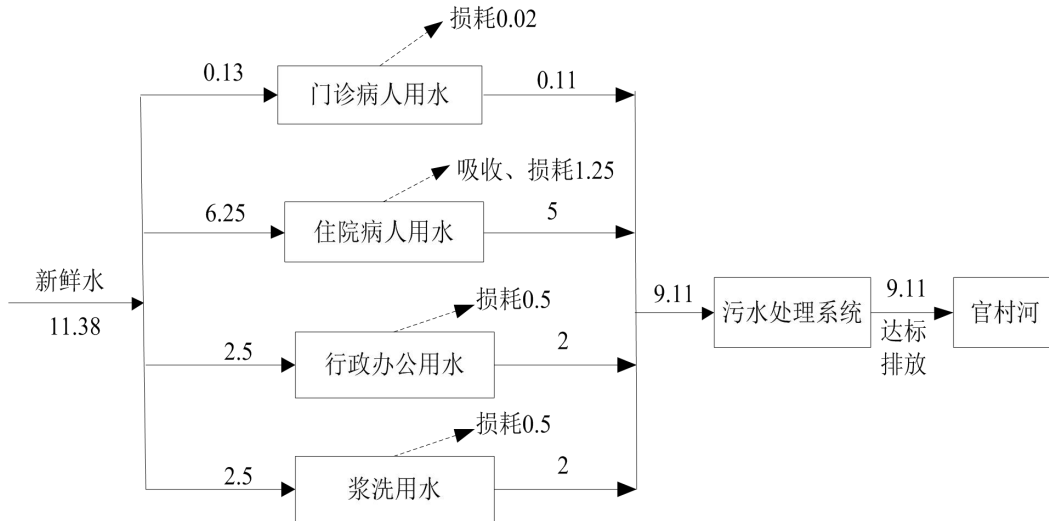 损耗0.02
0.13
门诊病人用水
0.11
吸收、损耗1.25
6.25
住院病人用水
5
新鲜水
11.38
损耗0.5
2.5
行政办公用水
2
9.11
污水处理系统
9.11
达标
排放
官村河
损耗0.5
2.5
浆洗用水
2